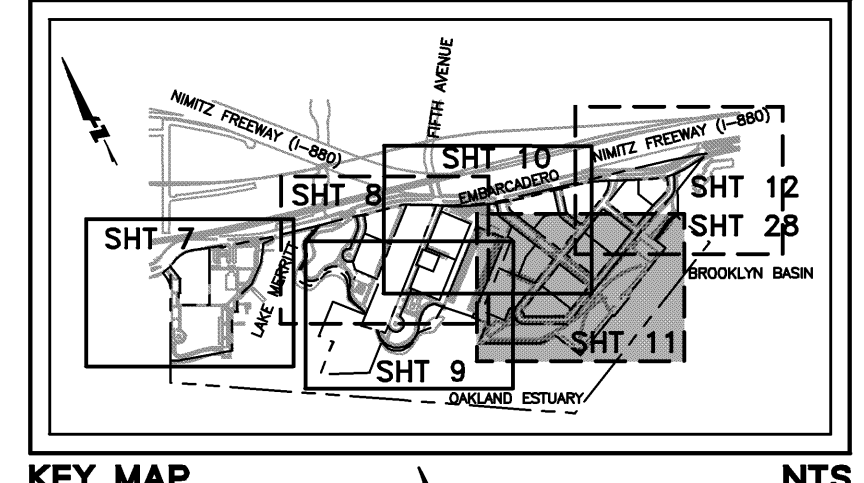 FIFTH AVENUE
NIMITZ FREEWAY (I-880)
NIMITZ FREEWAY (I-880)
SHT 10
EMBARCADERO
SHT 8
SHT 12
SHT 28
SHT 7
LAKE MERRITT
BROOKLYN BASIN
SHT 11
SHT 9
OAKLAND ESTUARY
KEY MAP
NTS